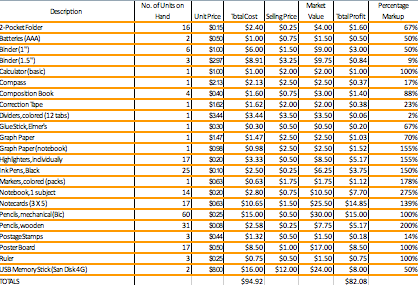 Description No. of Units on Hand Unit Price Total Cost Selling Price Market Value Total Profit Percentage Markup
2-Pocket Folder 16 $0.15 $2.40 $0.25 $4.00 $1.60 67%
Batteries (AAA) 2 $0.50 $1.00 $0.75 $1.50 $0.50 50%
Binder (1") 6 $1.00 $6.00 $1.50 $9.00 $3.00 50%
Binder (1.5") 3 $2.97 $8.91 $3.25 $9.75 $0.84 9%
Calculator (basic) 1 $1.00 $1.00 $2.00 $2.00 $1.00 100%
Compass 1 $2.13 $2.13 $2.50 $2.50 $0.37 17%
Composition Book 4 $0.40 $1.60 $0.75 $3.00 $1.40 88%
Correction Tape 1 $1.62 $1.62 $2.00 $2.00 $0.38 23%
Dividers, colored (12 tabs) 1 $3.44 $3.44 $3.50 $3.50 $0.06 2%
Glue Stick, Elmer's 1 $0.30 $0.30 $0.50 $0.50 $0.20 67%
Graph Paper 1 $1.47 $1.47 $2.50 $2.50 $1.03 70%
Graph Paper (notebook) 1 $0.98 $0.98 $2.50 $2.50 $1.52 155%
Highlighters, individually 17 $0.20 $3.33 $0.50 $8.50 $5.17 155%
Ink Pens, Black 25 $0.10 $2.50 $0.25 $6.25 $3.75 150%
Markers, colored (packs) 1 $0.63 $0.63 $1.75 $1.75 $1.12 178%
Notebook, 1 subject 14 $0.20 $2.80 $0.75 $10.50 $7.70 275%
Notecards (3 X 5) 17 $0.63 $10.65 $1.50 $25.50 $14.85 139%
Pencils, mechanical (Bic) 60 $0.25 $15.00 $0.50 $30.00 $15.00 100%
Pencils, wooden 31 $0.08 $2.58 $0.25 $7.75 $5.17 200%
Postage Stamps 3 $0.44 $1.32 $0.50 $1.50 $0.18 14%
Poster Board 17 $0.50 $8.50 $1.00 $17.00 $8.50 100%
Ruler 3 $0.25 $0.75 $0.50 $1.50 $0.75 100%
USB Memory Stick (San Disk 4G) 2 $8.00 $16.00 $12.00 $24.00 $8.00 50%
TOTALS $94.92 $82.08